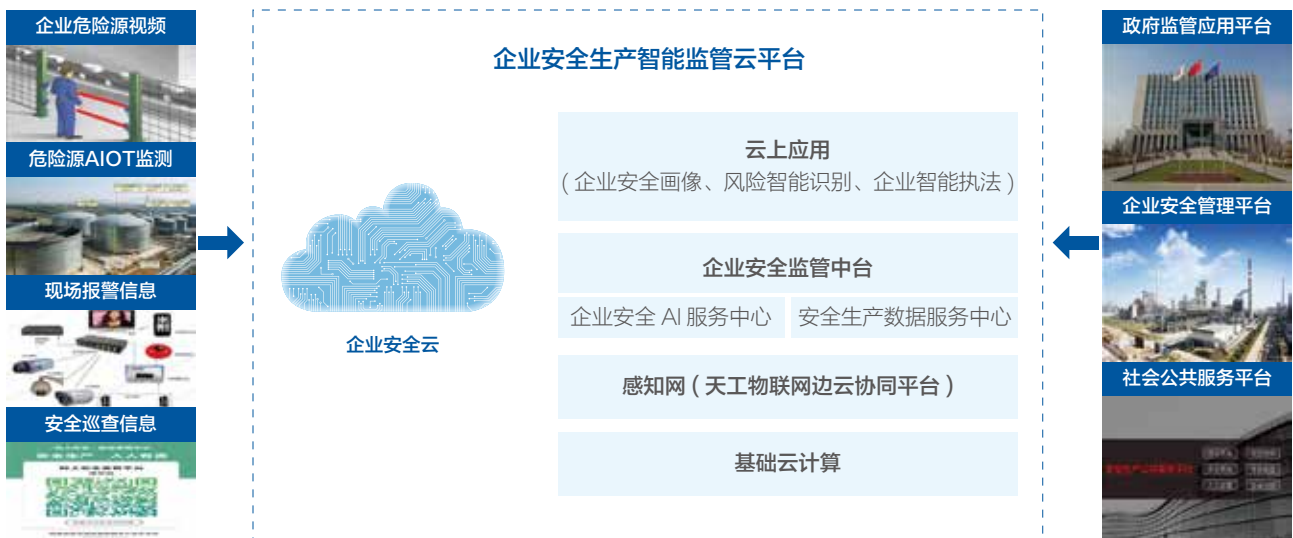 企业危险源视频
危险源AIOT监测
现场报警信息
安全巡查信息
企业安全生产智能监管云平台
企业安全云
云上应用
(企业安全画像、风险智能识别、企业智能执法)
企业安全监管中台
企业安全 AI 服务中心
安全生产数据服务中心
感知网(天工物联网边云协同平台)
基础云计算
政府监管应用平台
企业安全管理平台
社会公共服务平台